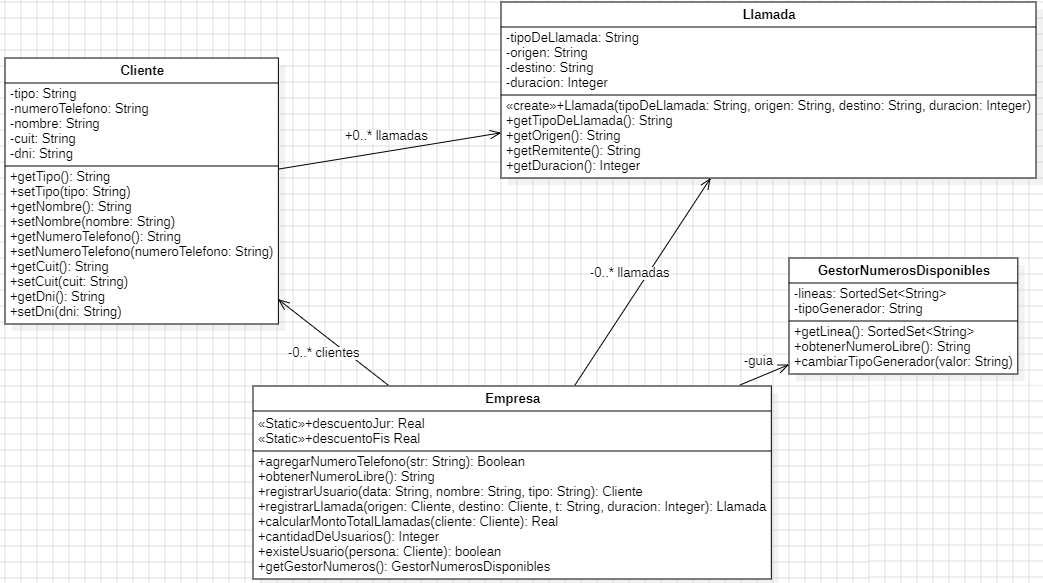 Llamada
-tipoDeLlamada: String
-origen: String
-destino: String
-duracion: Integer
«create»+Llamada(tipoDeLlamada: String, origen: String, destino: String, duracion: Integer)
+getTipoDeLlamada(): String
+getOrigen(): String
+getRemitente(): String
+getDuracion(): Integer
Cliente
-tipo: String
-numeroTelefono: String
-nombre: String
-cuit: String
-dni: String
+getTipo(): String
+setTipo(tipo: String)
+getNombre(): String
+setNombre(nombre: String)
+getNumeroTelefono(): String
+setNumeroTelefono(numeroTelefono: String)
+getCuit(): String
+setCuit(cuit: String)
+getDni(): String
+setDni(dni: String)
+0..* llamadas
-0..* llamadas
-0..* clientes
-guia
GestorNumerosDisponibles
-lineas: SortedSet<String>
-tipoGenerador: String
+getLinea(): SortedSet<String>
+obtenerNumeroLibre(): String
+cambiarTipoGenerador(valor: String)
Empresa
«Static»+descuentoJur: Real
«Static»+descuentoFis Real
+agregarNumeroTelefono(str: String): Boolean
+obtenerNumeroLibre(): String
+registrarUsuario(data: String, nombre: String, tipo: String): Cliente
+registrarLlamada(origen: Cliente, destino: Cliente, t: String, duracion: Integer): Llamada
+calcularMontoTotalLlamadas(cliente: Cliente): Real
+cantidadDeUsuarios(): Integer
+existeUsuario(persona: Cliente): boolean
+getGestorNumeros(): GestorNumerosDisponibles